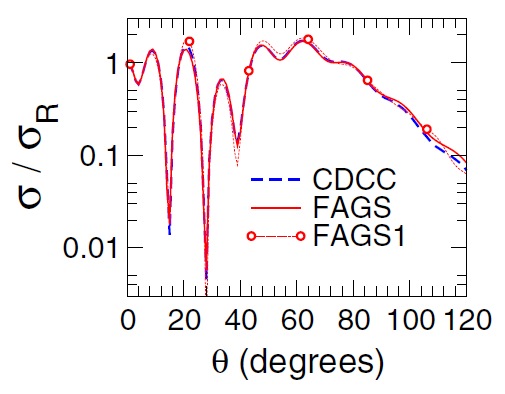 σ / σR
1
0.1
0.01
CDCC
FAGS
FAGS1
0 20 40 60 80 100 120
θ (degrees)